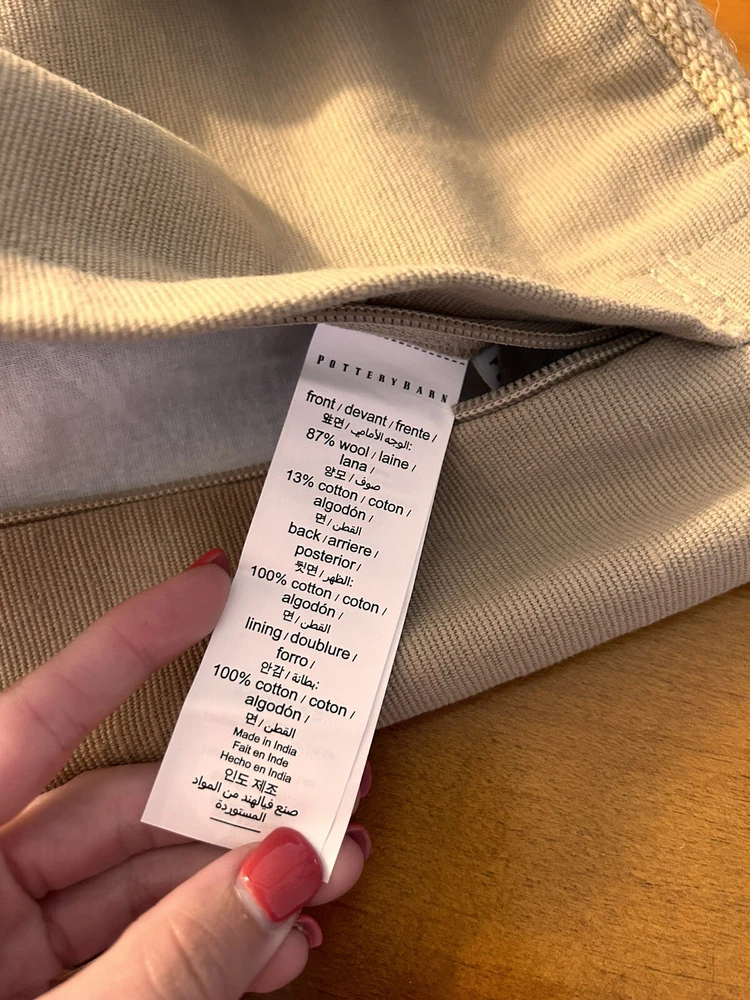 POTTERYBARN
front / devant / frente /
앞면 / الوجه الأمامي:
87% wool / laine /
lana /
양모 / صوف
13% cotton / coton /
algodón /
면 / القطن
back / arriere /
posterior /
뒷면 / الظهر:
100% cotton / coton /
algodón /
면 / القطن
lining / doublure /
forro /
안감 / بطانة:
100% cotton / coton /
algodón /
면 / القطن
Made in India
Fait en Inde
Hecho en India
인도 제조
صنع فيالهند من المواد
المستوردة